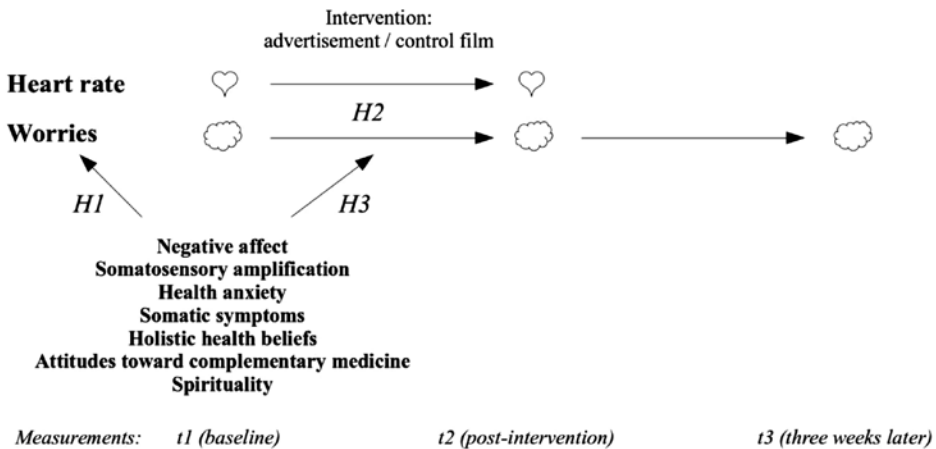 Intervention:
advertisement / control film
Heart rate
H2
Worries
H1
H3
Negative affect
Somatosensory amplification
Health anxiety
Somatic symptoms
Holistic health beliefs
Attitudes toward complementary medicine
Spirituality
Measurements: t1 (baseline) t2 (post-intervention) t3 (three weeks later)